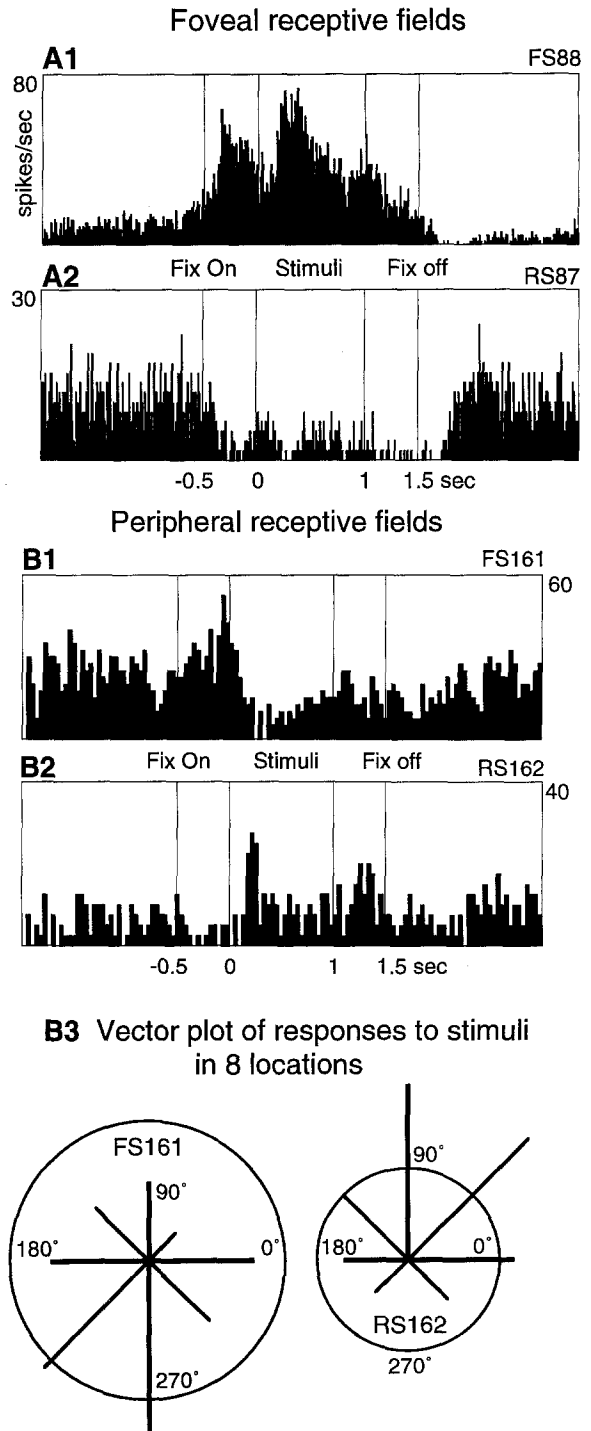 Foveal receptive fields
A1 FS88
80
spikes/sec
Fix On Stimuli Fix off
A2 RS87
30
-0.5 0 1 1.5 sec
Peripheral receptive fields
B1 FS161
60
Fix On Stimuli Fix off
B2 RS162
40
-0.5 0 1 1.5 sec
B3 Vector plot of responses to stimuli
in 8 locations
FS161
90°
180° 0°
270°
90°
180° 0°
RS162
270°